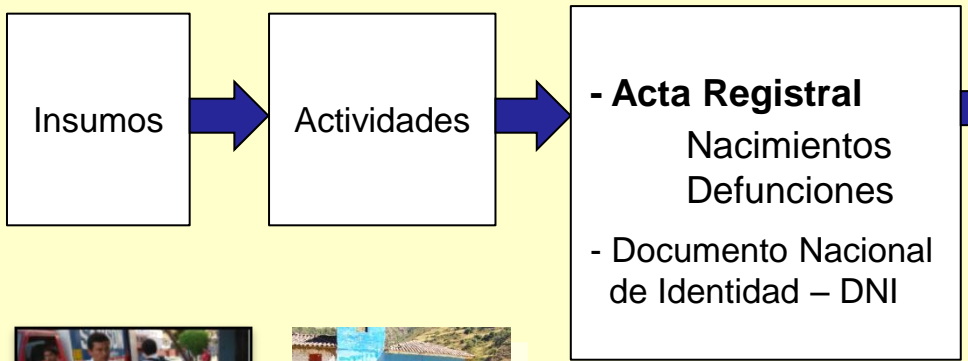 Insumos
Actividades
- Acta Registral
Nacimientos
Defunciones
- Documento Nacional
de Identidad – DNI